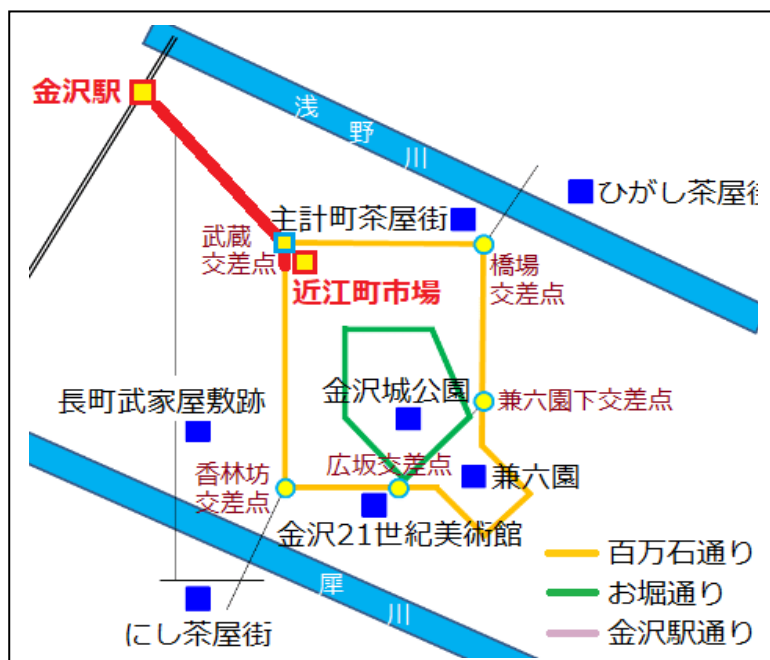 金沢駅
浅野川
ひがし茶屋街
主計町茶屋街
武蔵
交差点
橋場
交差点
近江町市場
金沢城公園
兼六園下交差点
長町武家屋敷跡
広坂交差点
香林坊
交差点
兼六園
金沢21世紀美術館
百万石通り
お堀通り
金沢駅通り
犀川
にし茶屋街